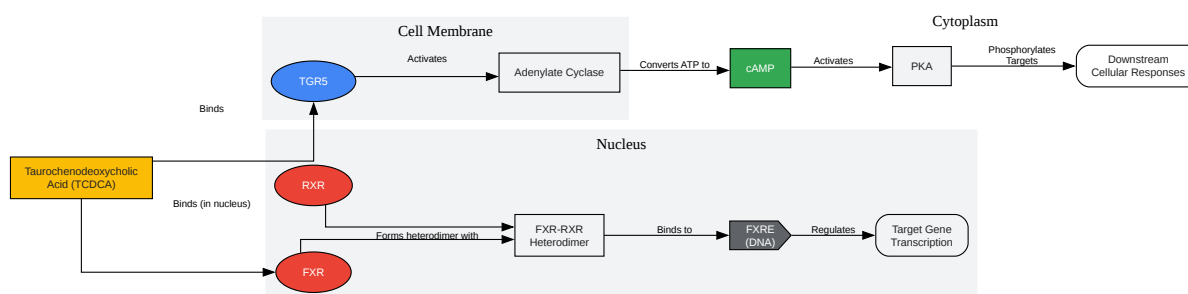 Cytoplasm
Cell Membrane
Activates
TGR5
Adenylate Cyclase
Converts ATP to
cAMP
Activates
PKA
Phosphorylates
Targets
Downstream
Cellular Responses
Binds
Nucleus
Taurochenodeoxycholic
Acid (TCDCA)
Binds (in nucleus)
RXR
Forms heterodimer with
FXR
FXR-RXR
Heterodimer
Binds to
FXRE
(DNA)
Regulates
Target Gene
Transcription